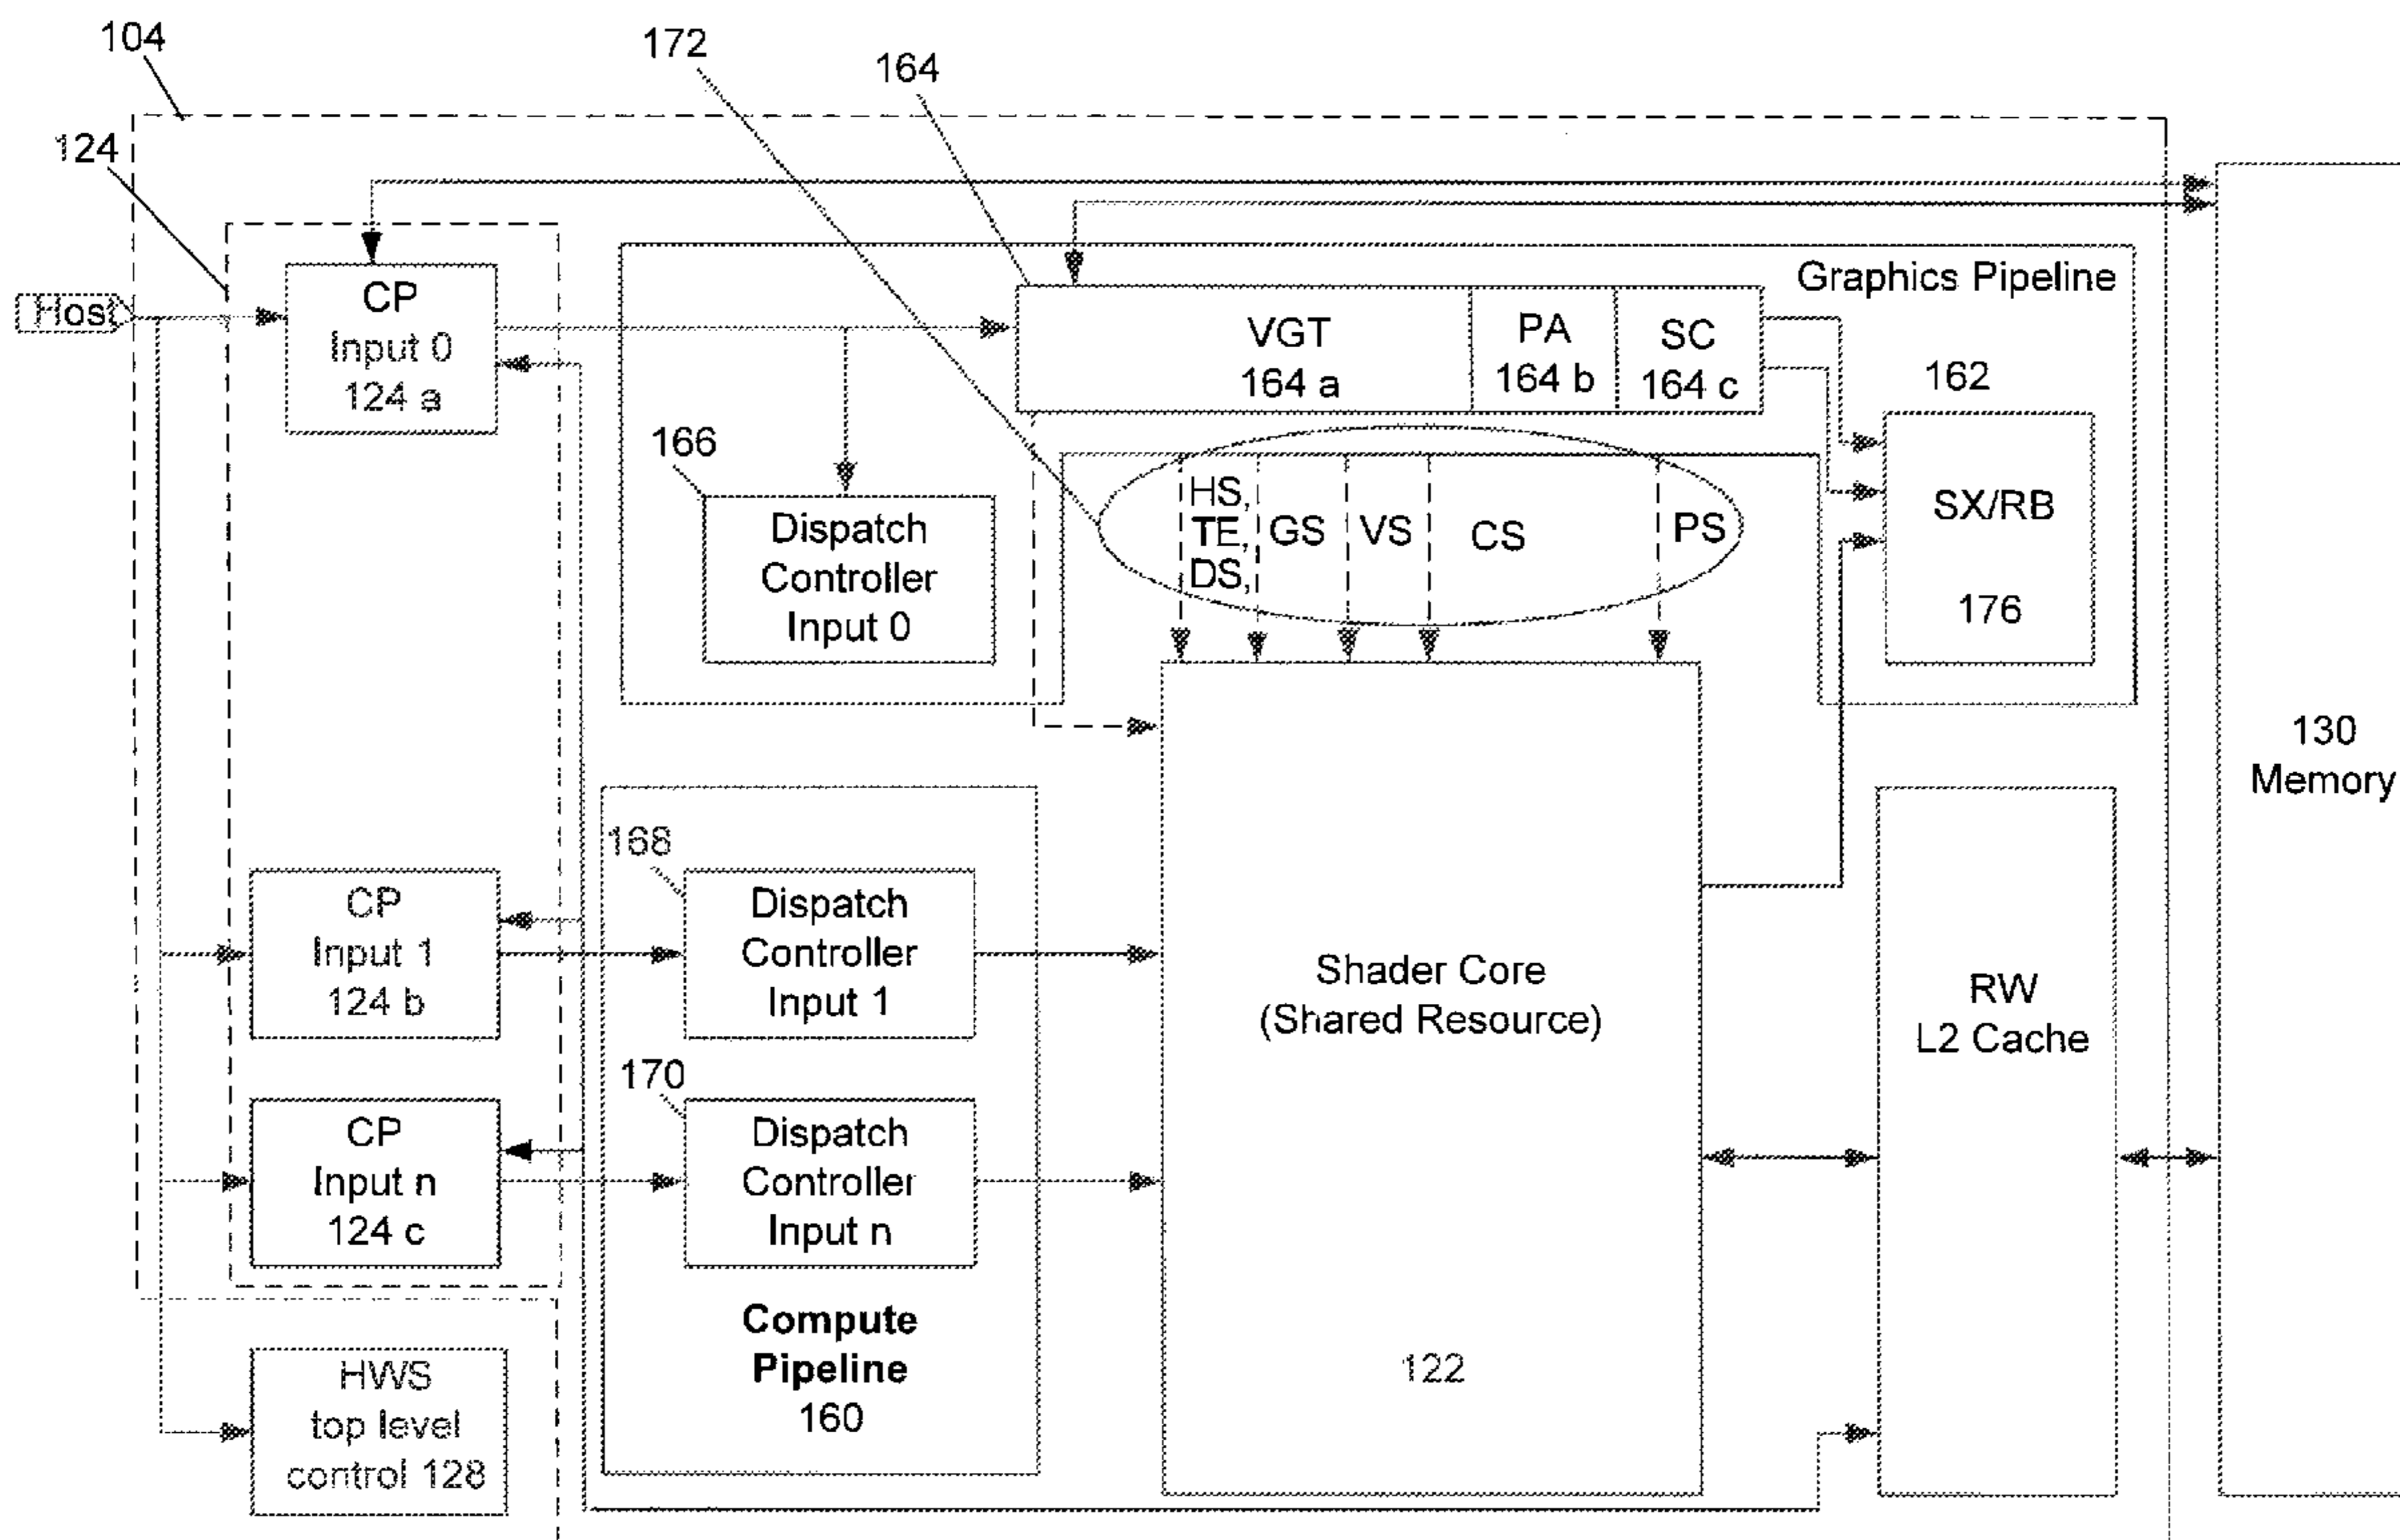 104
172
164
124
Host
CP
Input 0
124 a
Graphics Pipeline
VGT
164 a
PA
164 b
SC
164 c
162
166
Dispatch
Controller
Input 0
HS,
TE,
DS,
GS
VS
CS
PS
SX/RB
176
130
Memory
168
CP
Input 1
124 b
Dispatch
Controller
Input 1
Shader Core
(Shared Resource)
RW
L2 Cache
170
CP
Input n
124 c
Dispatch
Controller
Input n
Compute
Pipeline
160
122
HWS
top level
control 128